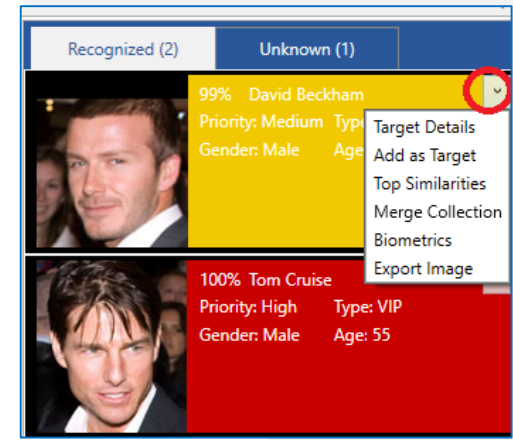 Recognized (2)
Unknown (1)
99% David Beckham
Priority: Medium Typ
Gender: Male Age
Target Details
Add as Target
Top Similarities
Merge Collection
Biometrics
Export Image
100% Tom Cruise
Priority: High Type: VIP
Gender: Male Age: 55